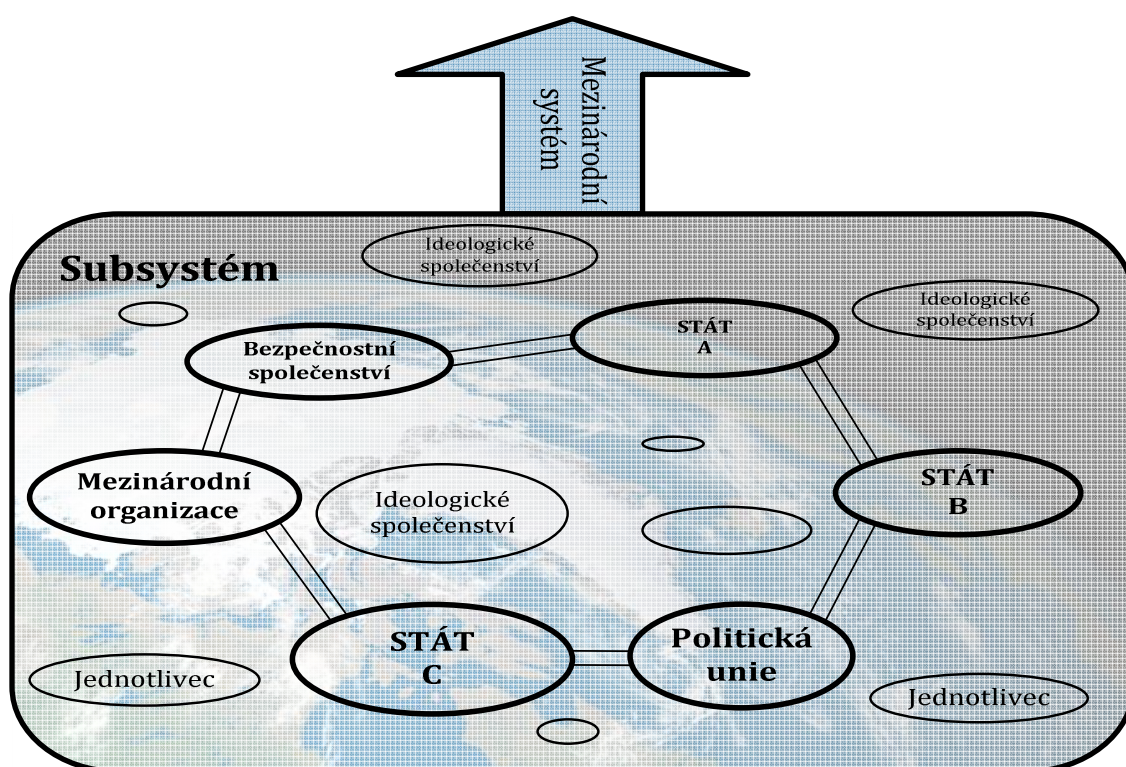 Mezinárodní
systém
Subsystém
Ideologické
společenství
Ideologické
společenství
STÁT
A
Bezpečnostní
společenství
Mezinárodní
organizace
Ideologické
společenství
STÁT
B
STÁT
C
Politická
unie
Jednotlivec
Jednotlivec